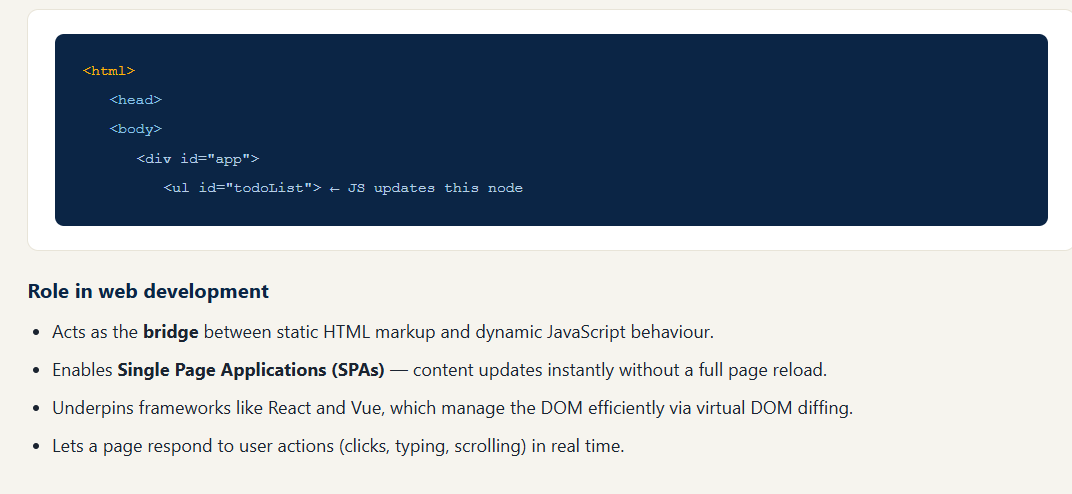 <html>
<head>
<body>
<div id="app">
<ul id="todoList"> ← JS updates this node
Role in web development
• Acts as the bridge between static HTML markup and dynamic JavaScript behaviour.
• Enables Single Page Applications (SPAs) — content updates instantly without a full page reload.
• Underpins frameworks like React and Vue, which manage the DOM efficiently via virtual DOM diffing.
• Lets a page respond to user actions (clicks, typing, scrolling) in real time.